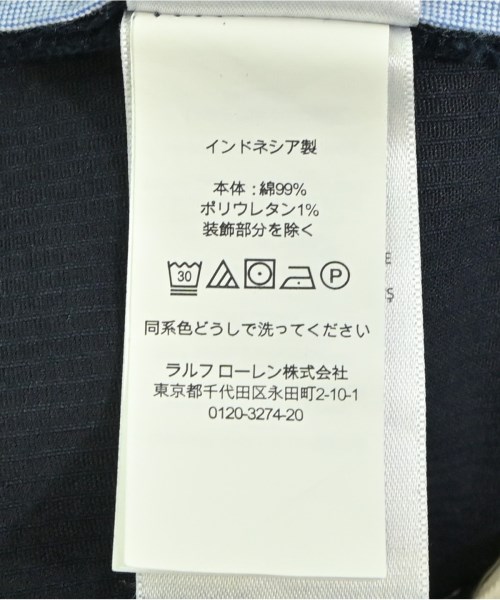 インドネシア製
本体 : 綿99%
ポリウレタン1%
装飾部分を除く
30 P
同系色どうしで洗ってください
ラルフ ローレン株式会社
東京都千代田区永田町2-10-1
0120-3274-20
E
S